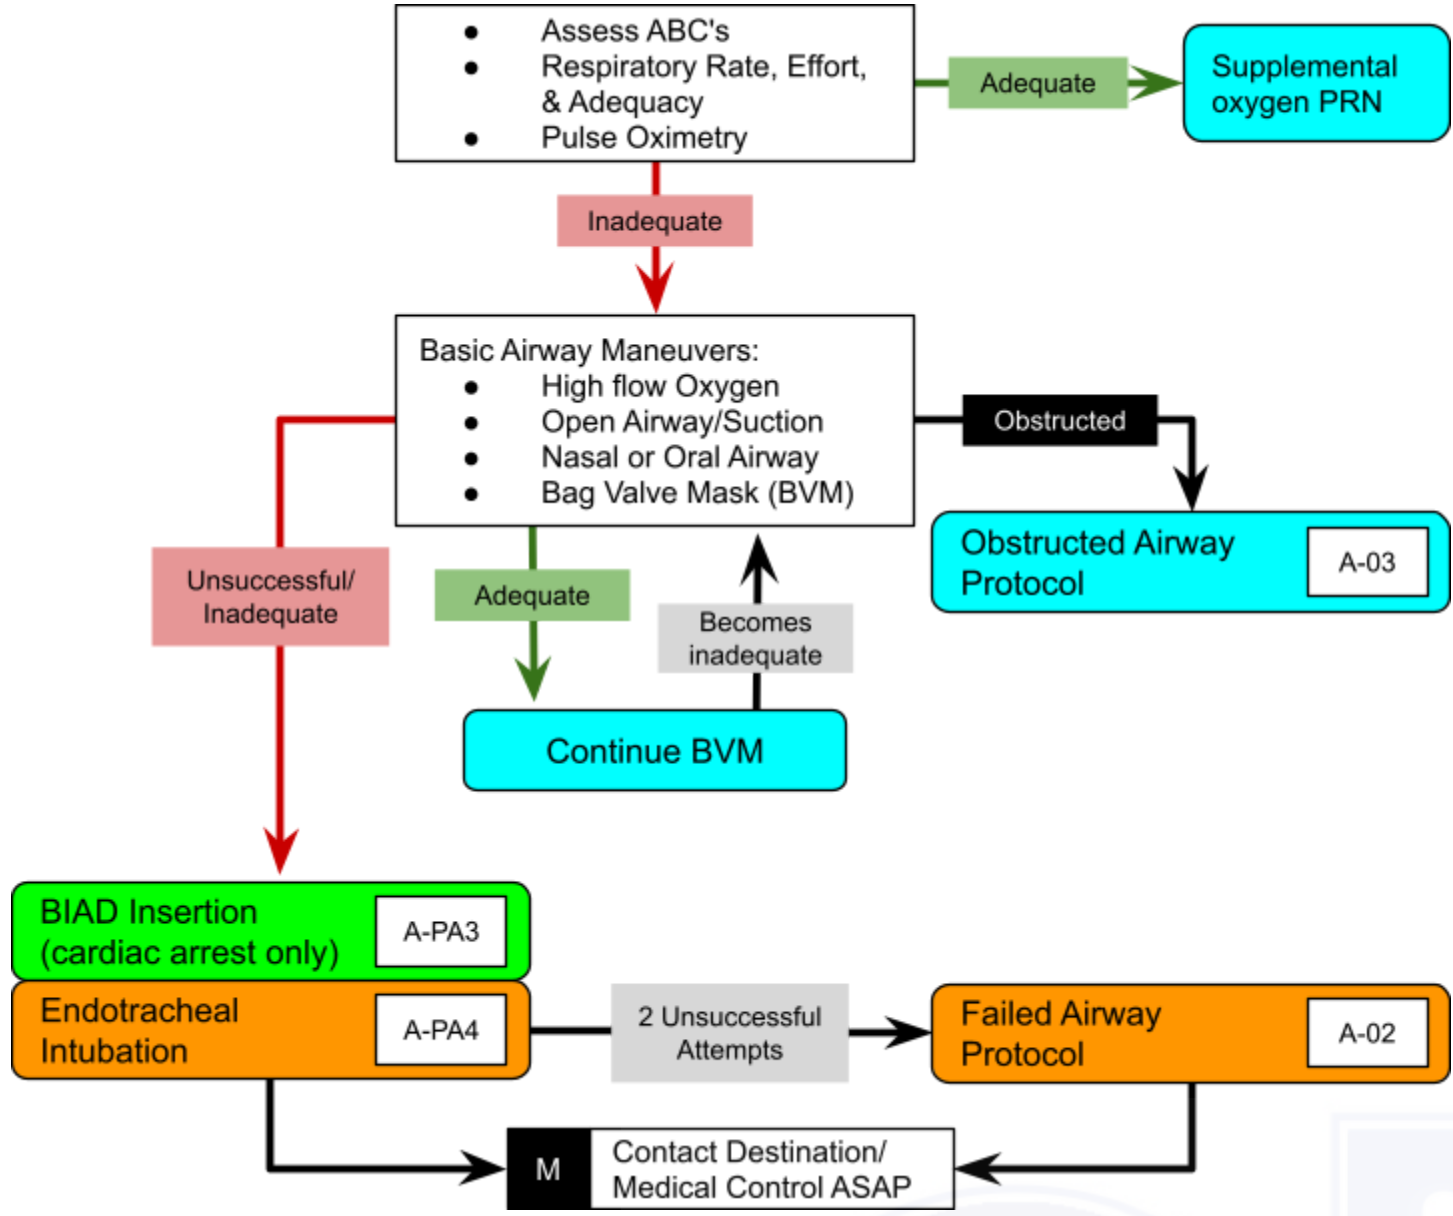 ● Assess ABC's
● Respiratory Rate, Effort,
& Adequacy
● Pulse Oximetry
Adequate
Supplemental
oxygen PRN
Inadequate
Basic Airway Maneuvers:
● High flow Oxygen
● Open Airway/Suction
● Nasal or Oral Airway
● Bag Valve Mask (BVM)
Obstructed
Obstructed Airway
Protocol
A-03
Unsuccessful/
Inadequate
Adequate
Becomes
inadequate
Continue BVM
BIAD Insertion
(cardiac arrest only)
A-PA3
Endotracheal
Intubation
A-PA4
2 Unsuccessful
Attempts
Failed Airway
Protocol
A-02
M
Contact Destination/
Medical Control ASAP